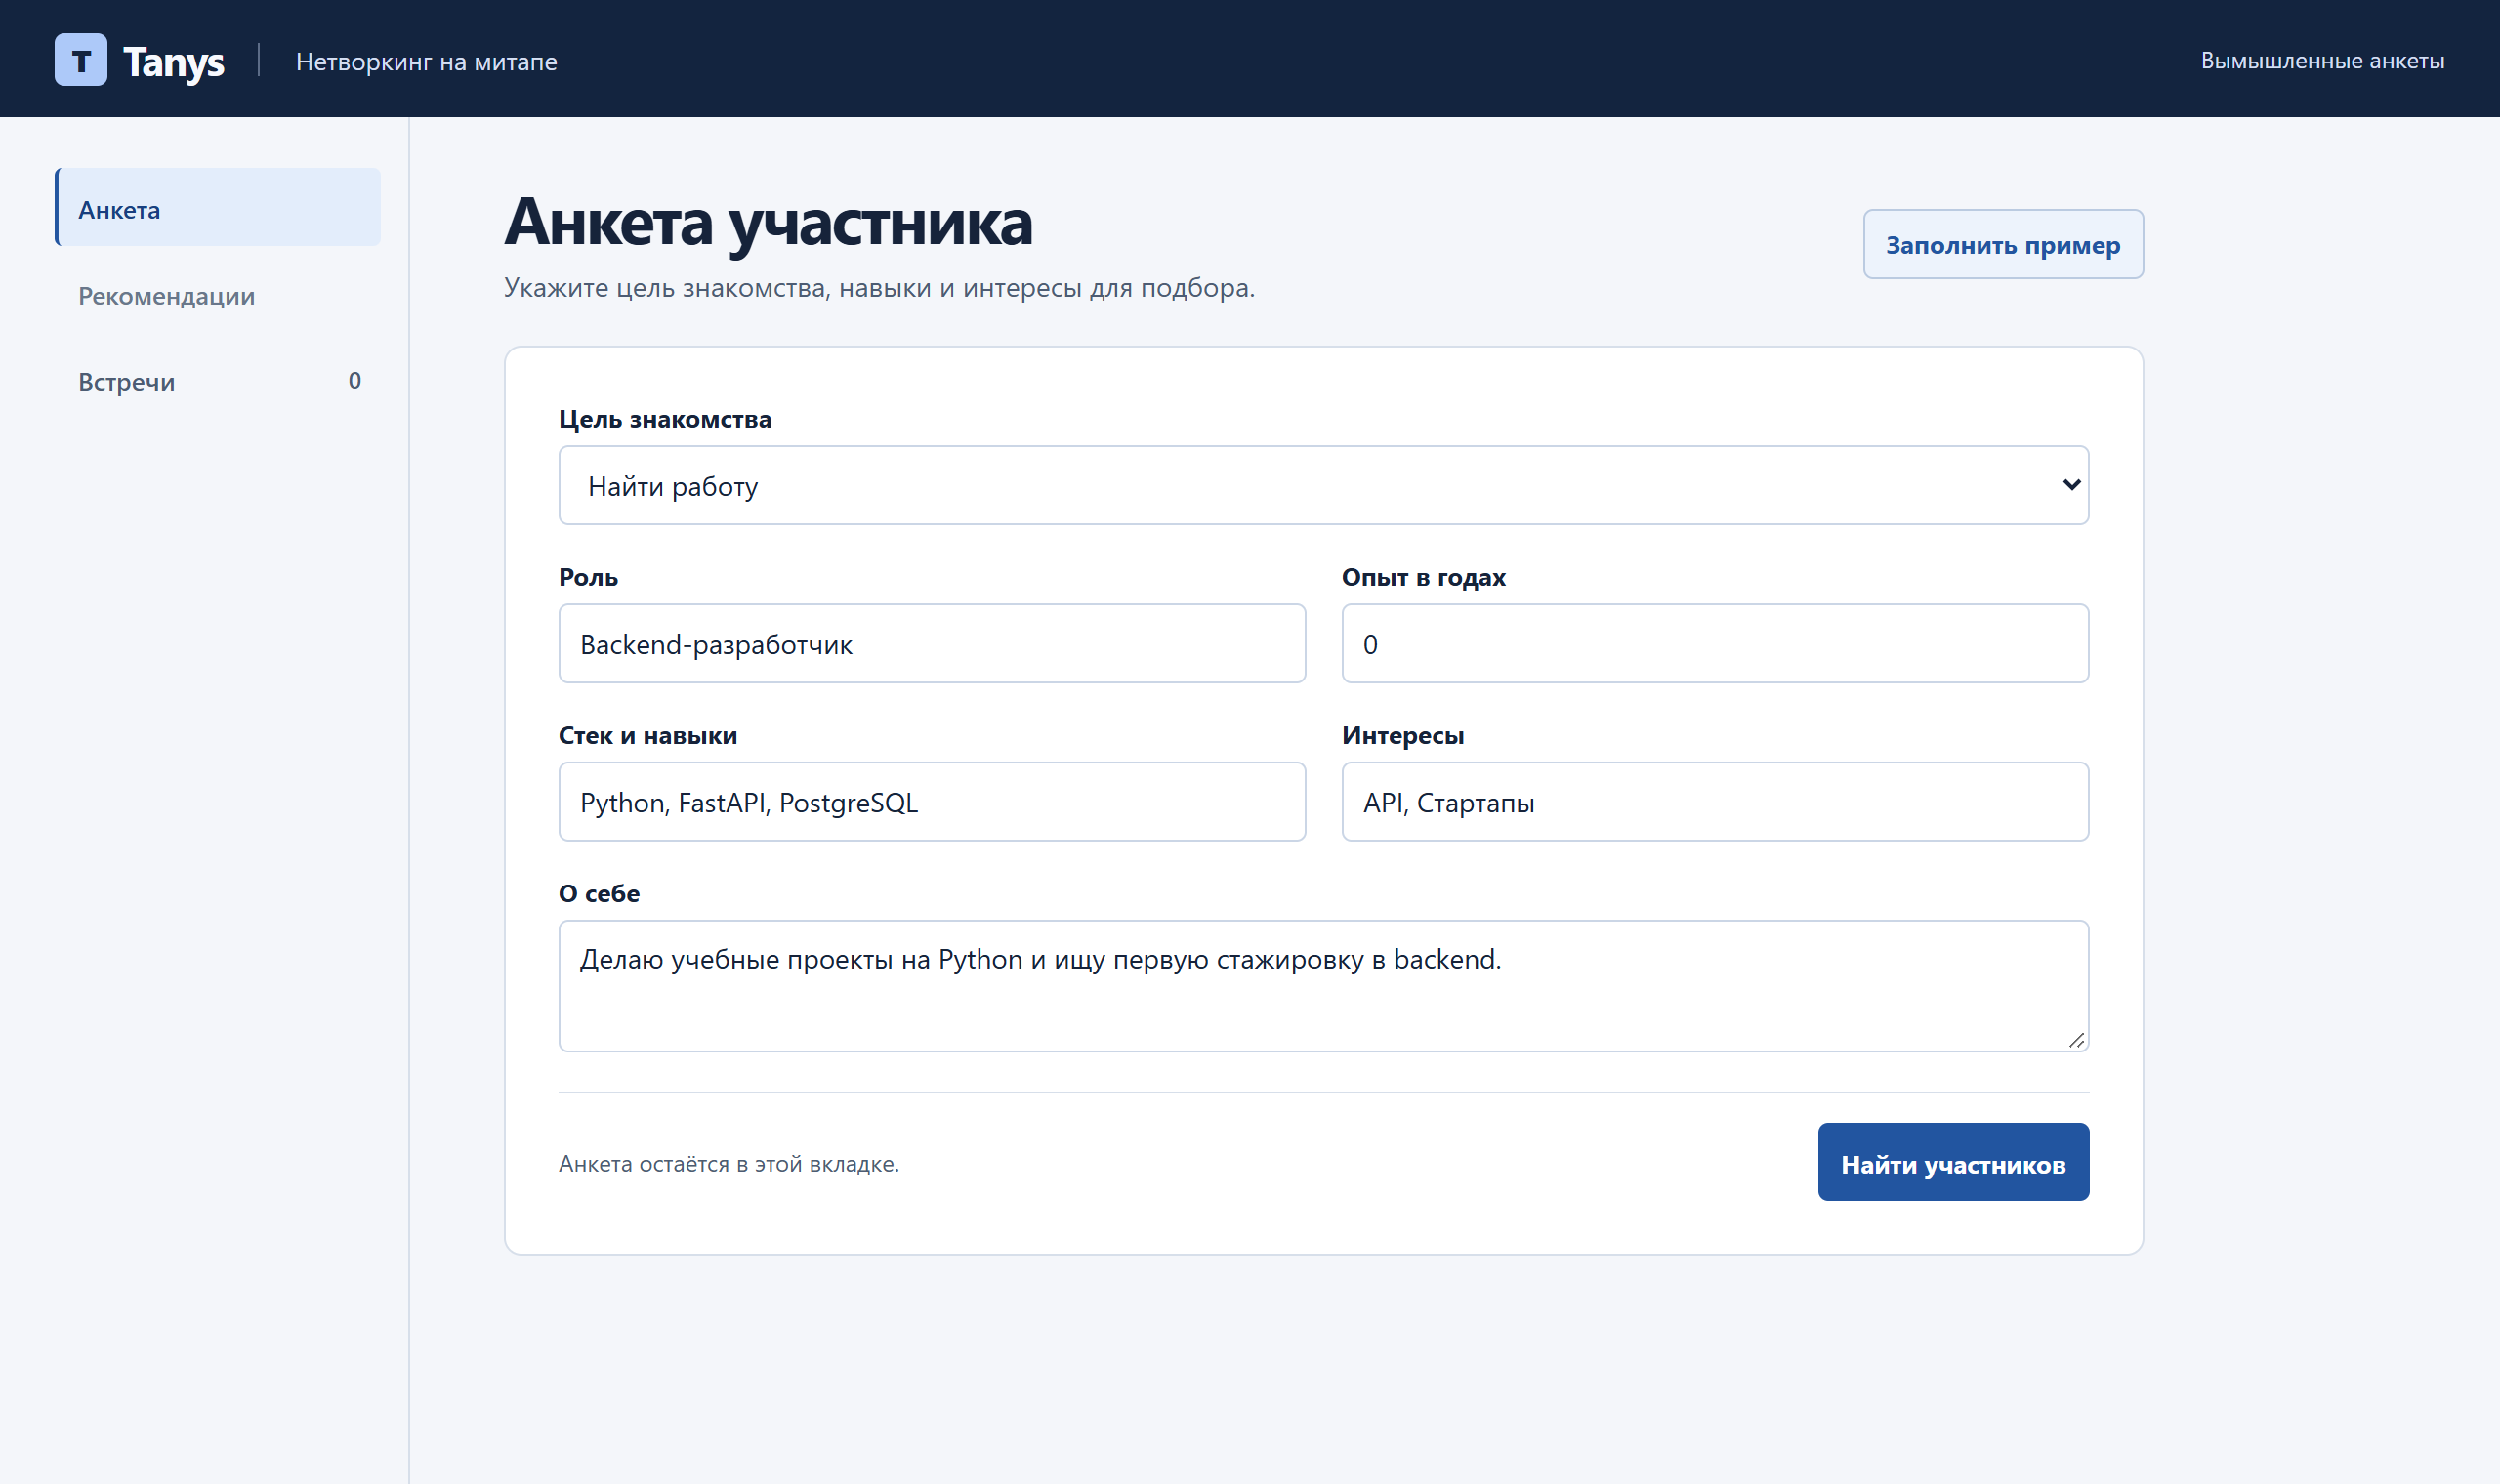 T Tanys Нетворкинг на митапе Вымышленные анкеты
Анкета
Рекомендации
Встречи 0
Анкета участника
Укажите цель знакомства, навыки и интересы для подбора.
Заполнить пример
Цель знакомства
Найти работу
Роль
Backend-разработчик
Опыт в годах
0
Стек и навыки
Python, FastAPI, PostgreSQL
Интересы
API, Стартапы
О себе
Делаю учебные проекты на Python и ищу первую стажировку в backend.
Анкета остаётся в этой вкладке.
Найти участников